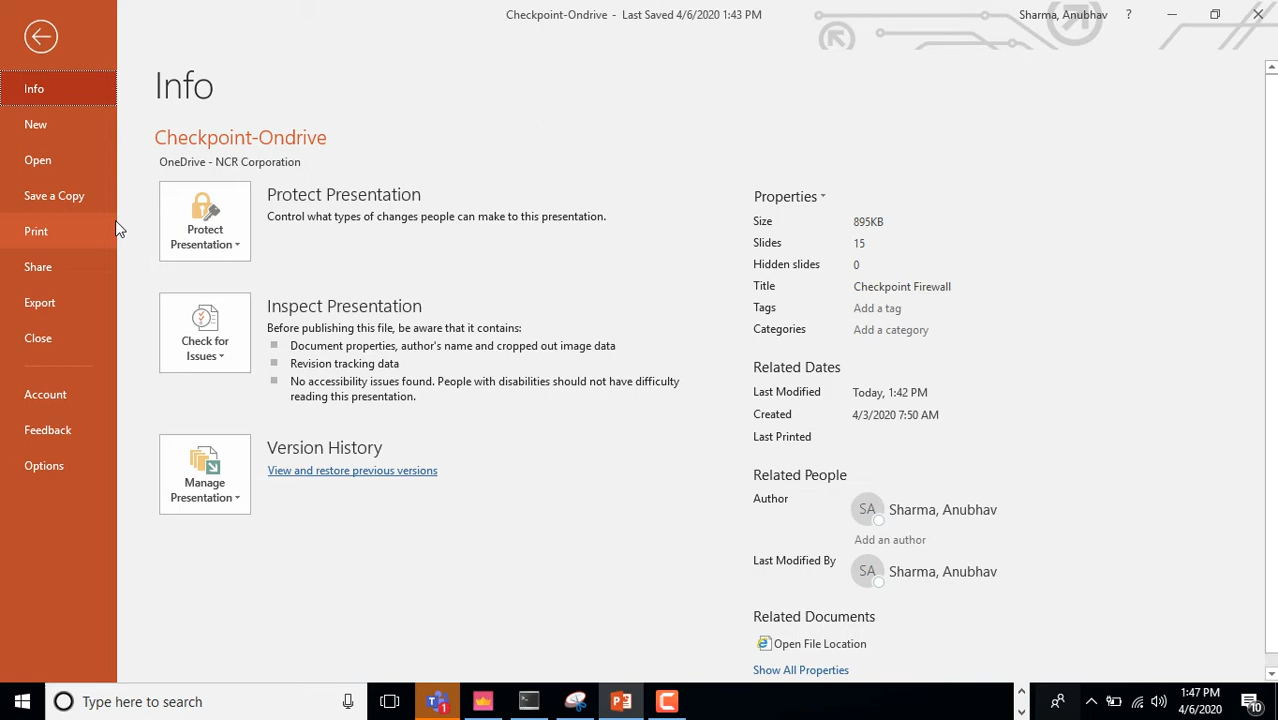 Checkpoint-Ondrive - Last Saved 4/6/2020 1:43 PM
Sharma, Anubhav ?
Info
New
Open
Save a Copy
Print
Share
Export
Close
Account
Feedback
Options
Info
Checkpoint-Ondrive
OneDrive - NCR Corporation
Protect
Presentation
Protect Presentation
Control what types of changes people can make to this presentation.
Check for
Issues
Inspect Presentation
Before publishing this file, be aware that it contains:
Document properties, author's name and cropped out image data
Revision tracking data
No accessibility issues found. People with disabilities should not have difficulty
reading this presentation.
Manage
Presentation
Version History
View and restore previous versions
Properties
Size 895KB
Slides 15
Hidden slides 0
Title Checkpoint Firewall
Tags Add a tag
Categories Add a category
Related Dates
Last Modified Today, 1:42 PM
Created 4/3/2020 7:50 AM
Last Printed
Related People
Author SA Sharma, Anubhav
Add an author
Last Modified By SA Sharma, Anubhav
Related Documents
Open File Location
Show All Properties
Type here to search
1
1:47 PM
4/6/2020
10